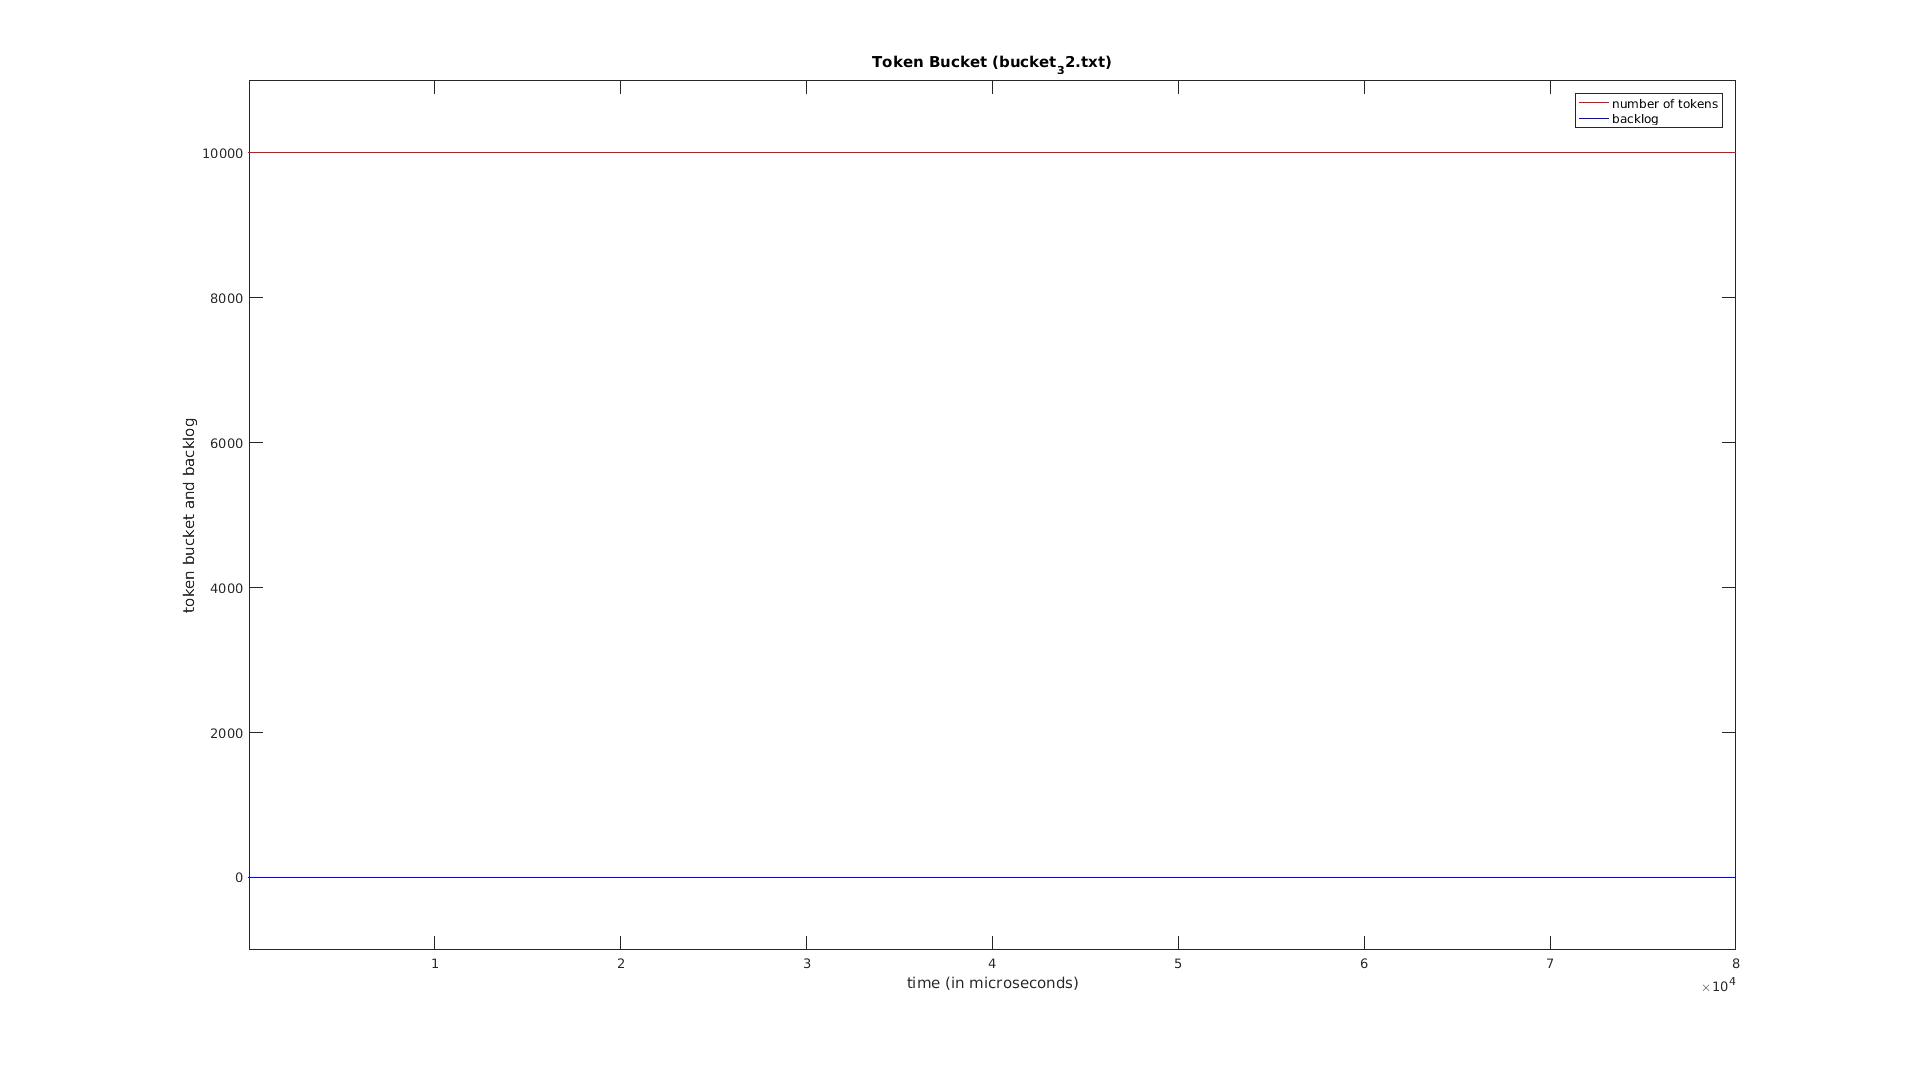 Token Bucket (bucket₃2.txt)
number of tokens
backlog
10000
8000
6000
4000
2000
0
token bucket and backlog
1 2 3 4 5 6 7 8
time (in microseconds)
×10⁴